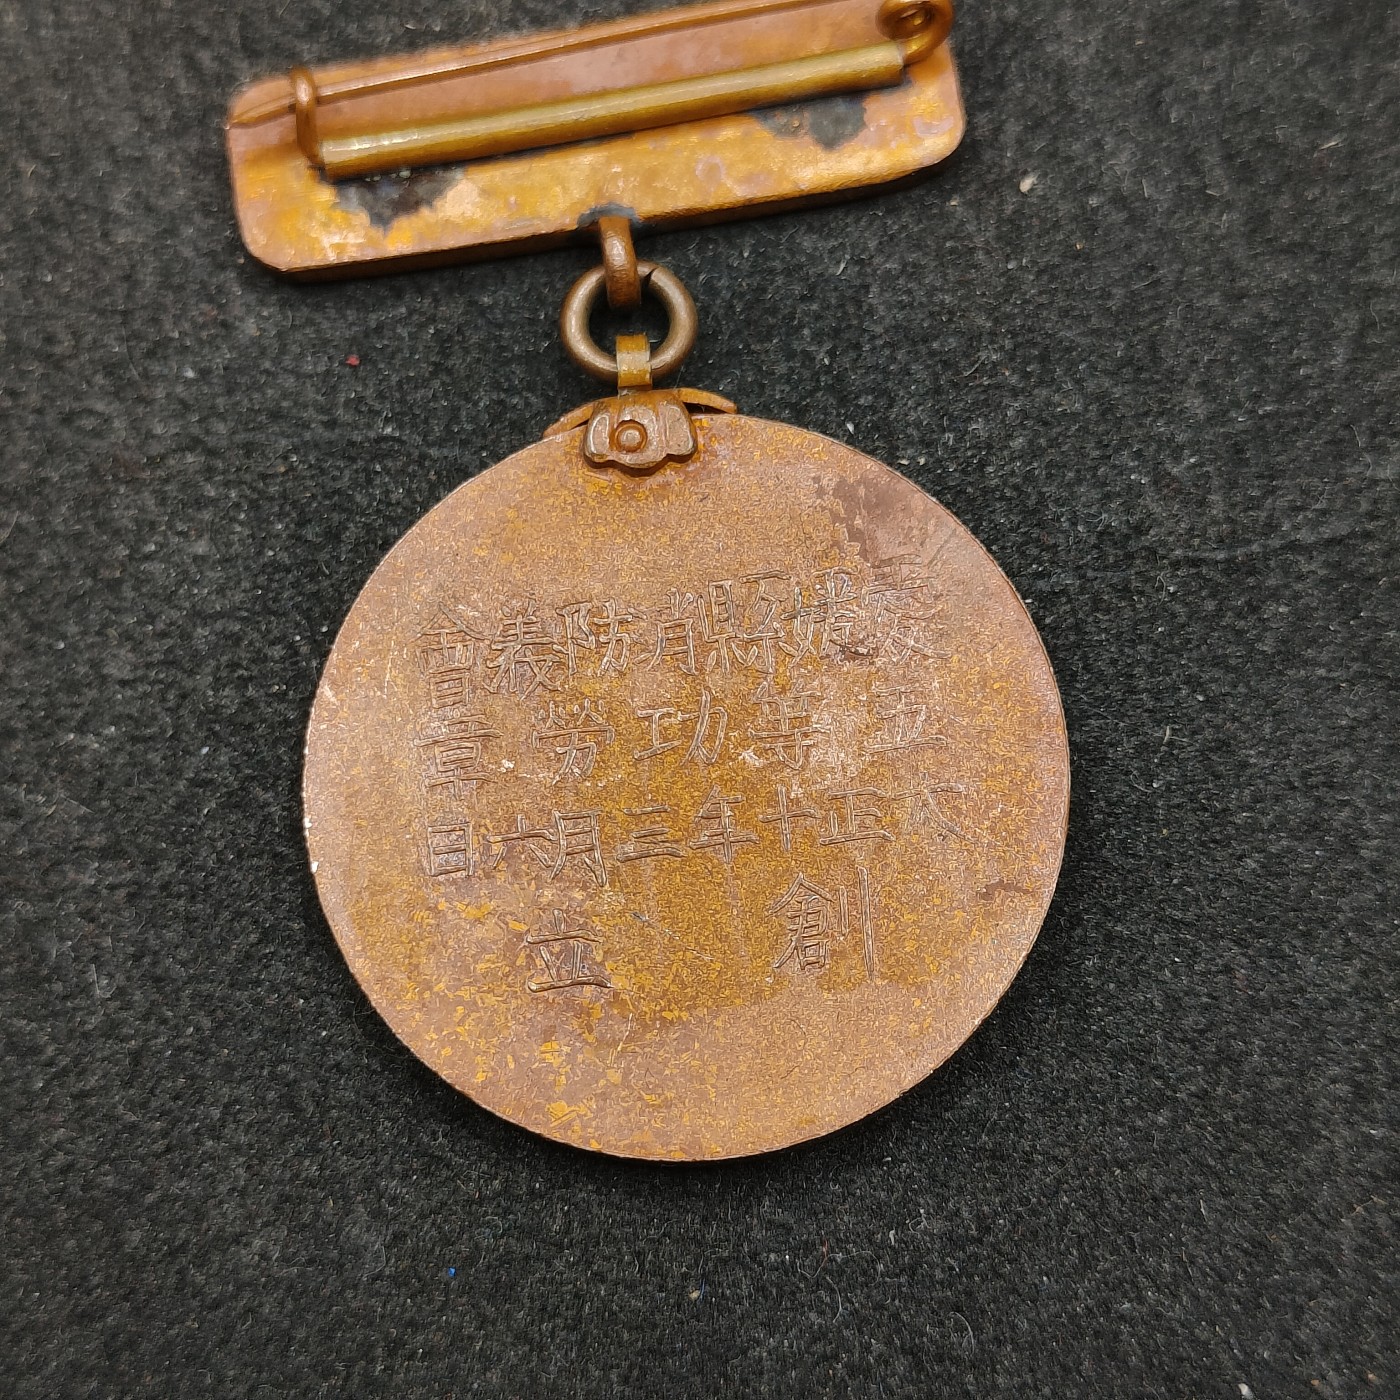 愛媛縣消防義會
五等功勞章
大正十年三月六日
創立